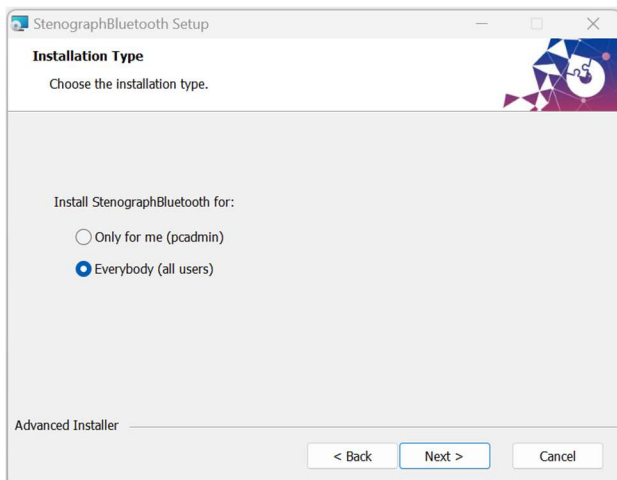 StenographBluetooth Setup
Installation Type
Choose the installation type.
Install StenographBluetooth for:
Only for me (pcadmin)
Everybody (all users)
Advanced Installer
< Back
Next >
Cancel